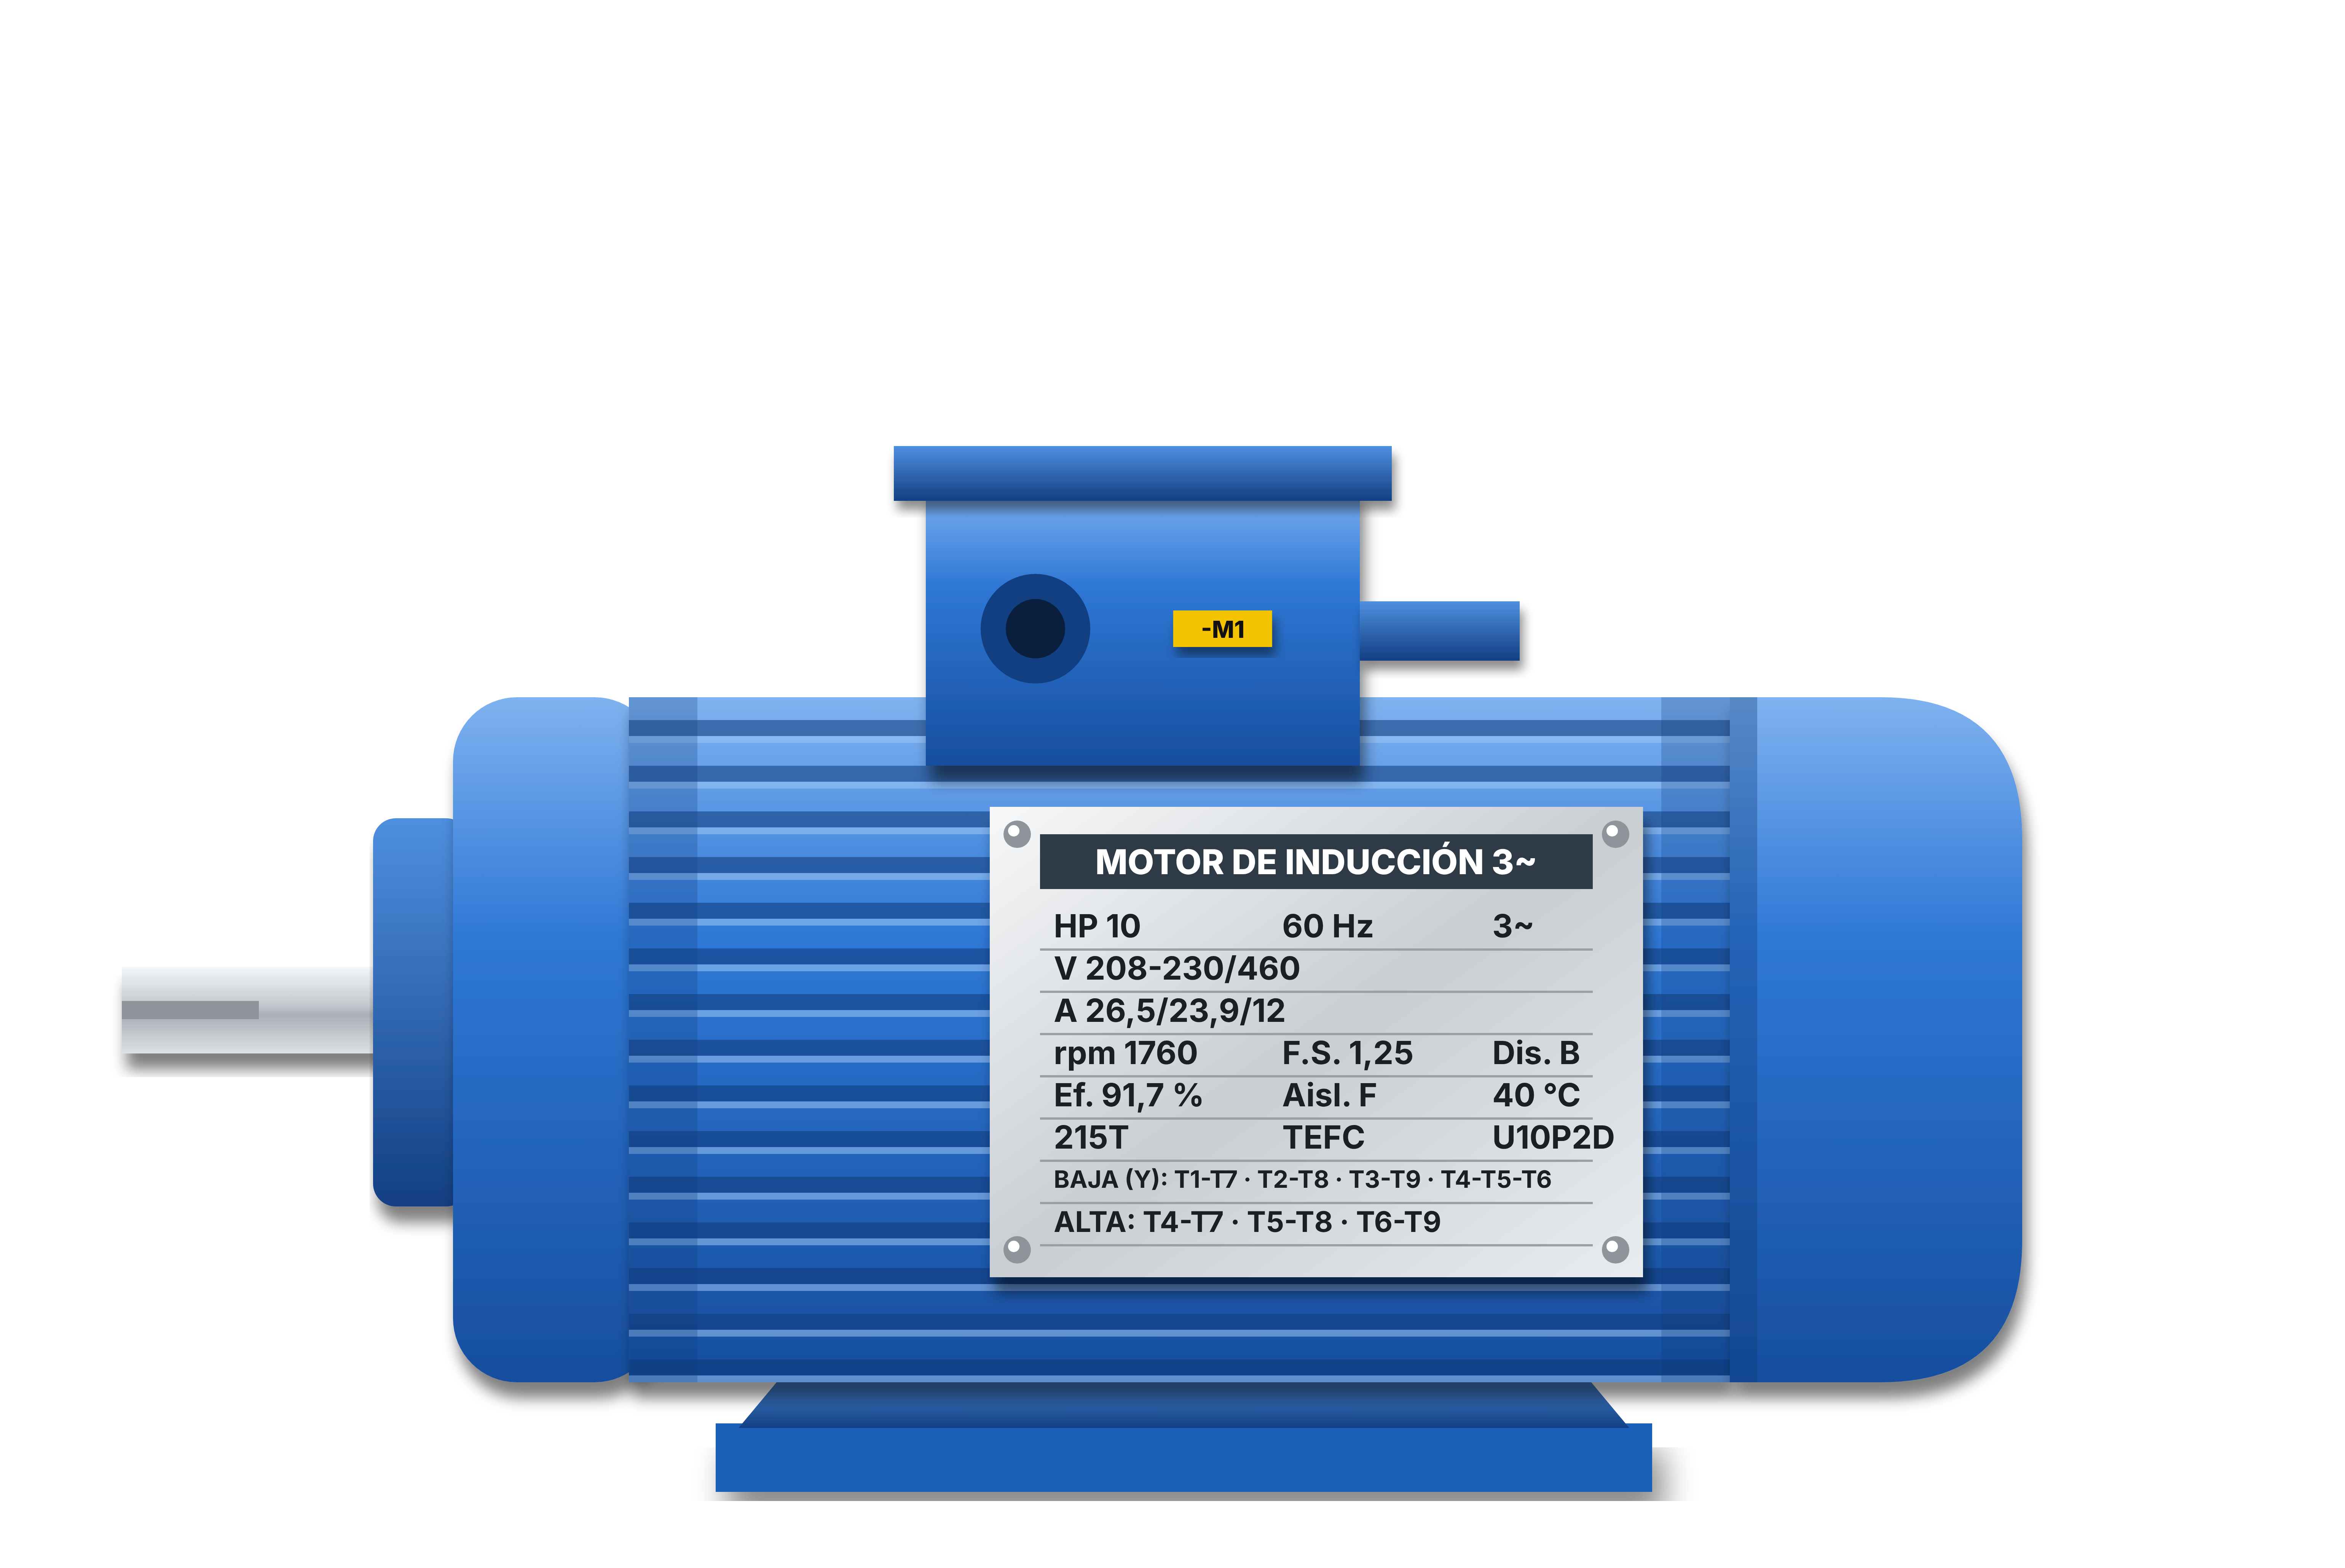 -M1
MOTOR DE INDUCCIÓN 3~
HP 10 60 Hz 3~
V 208-230/460
A 26,5/23,9/12
rpm 1760 F.S. 1,25 Dis. B
Ef. 91,7 % Aisl. F 40 °C
215T TEFC U10P2D
BAJA (Y): T1-T7 · T2-T8 · T3-T9 · T4-T5-T6
ALTA: T4-T7 · T5-T8 · T6-T9